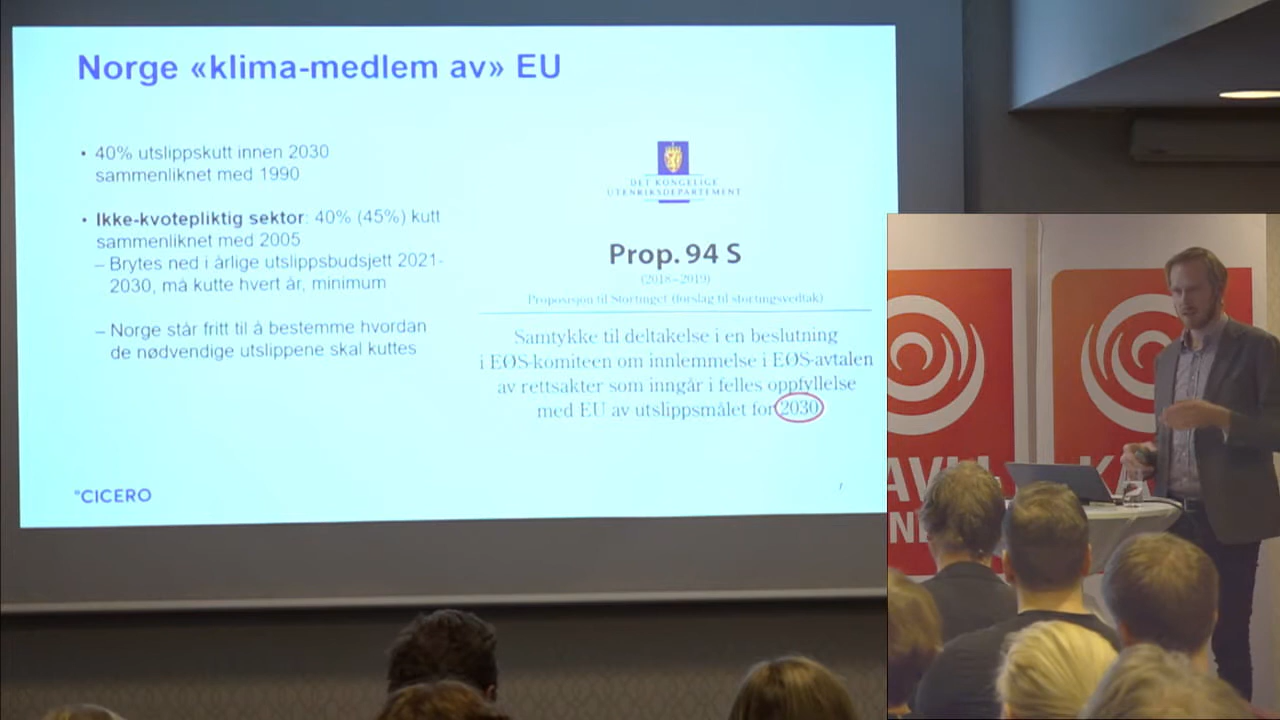 Norge «klima-medlem av» EU
• 40% utslippskutt innen 2030
sammenliknet med 1990
• Ikke-kvotepliktig sektor: 40% (45%) kutt
sammenliknet med 2005
– Brytes ned i årlige utslippsbudsjett 2021-
2030, må kutte hvert år, minimum
– Norge står fritt til å bestemme hvordan
de nødvendige utslippene skal kuttes
°CICERO
DET KONGELIGE
UTENRIKSDEPARTEMENT
Prop. 94 S
(2018–2019)
Proposisjon til Stortinget (forslag til stortingsvedtak)
Samtykke til deltakelse i en beslutning
i EØS-komiteen om innlemmelse i EØS-avtalen
av rettsakter som inngår i felles oppfyllelse
med EU av utslippsmålet for 2030